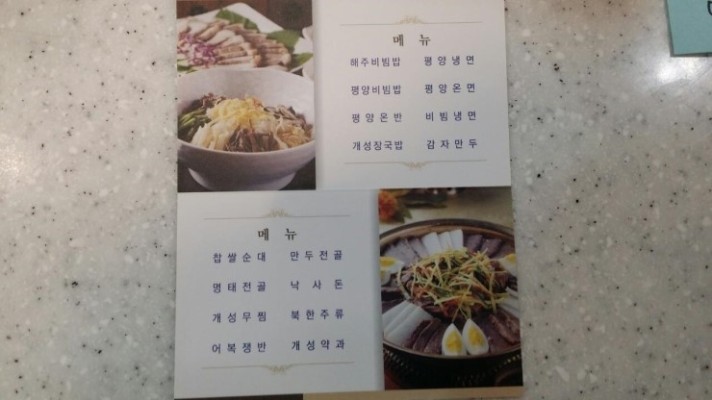 메 뉴
해주비빔밥 평 양 냉 면
평양비빔밥 평 양 온 면
평 양 온 반 비 빔 냉 면
개성장국밥 감 자 만 두
메 뉴
찹 쌀 순 대 만 두 전 골
명 태 전 골 낙 사 돈
개 성 무 찜 북 한 주 류
어 복 쟁 반 개 성 약 과